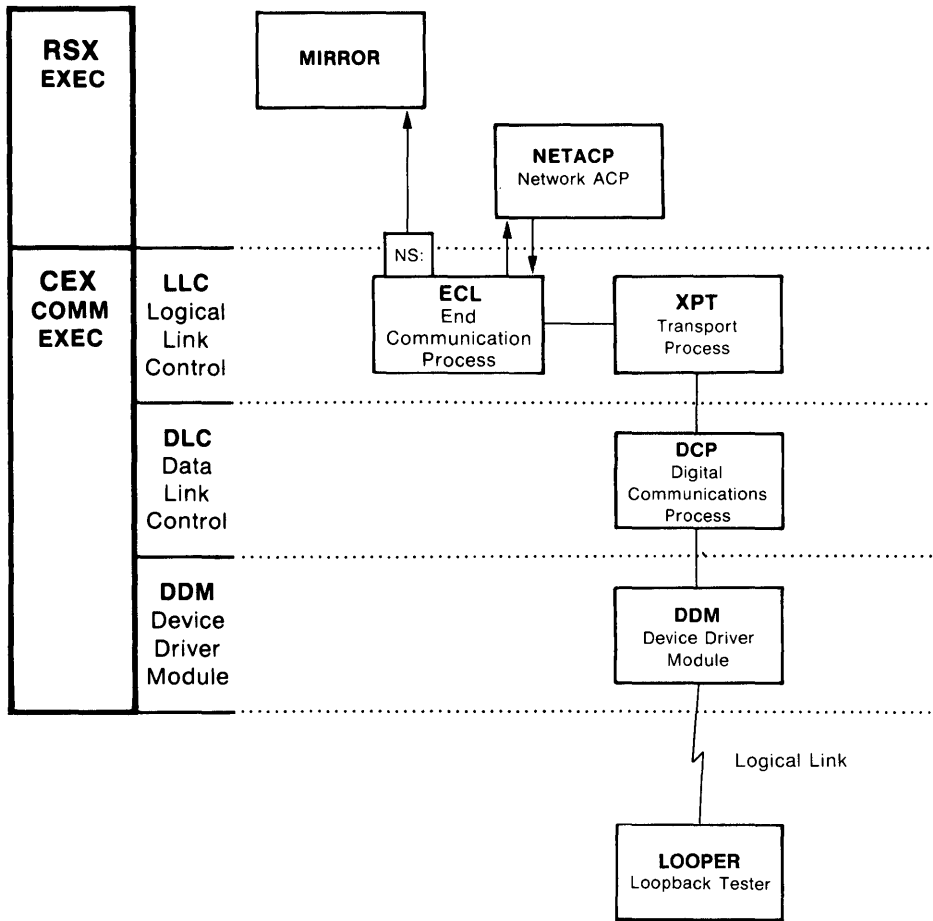 RSX
EXEC
MIRROR
NETACP
Network ACP
NS:
CEX
COMM
EXEC
LLC
Logical
Link
Control
ECL
End
Communication
Process
XPT
Transport
Process
DLC
Data
Link
Control
DCP
Digital
Communications
Process
DDM
Device
Driver
Module
DDM
Device Driver
Module
Logical Link
LOOPER
Loopback Tester